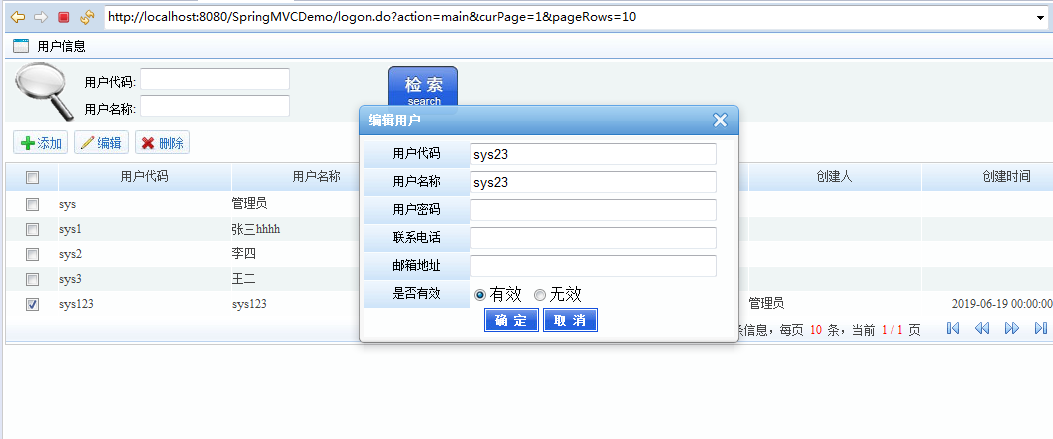 http://localhost:8080/SpringMVCDemo/logon.do?action=main&curPage=1&pageRows=10
用户信息
用户代码:
用户名称:
检 索
search
添加 编辑 删除
用户代码 用户名称 创建人 创建时间
sys 管理员
sys1 张三hhhh
sys2 李四
sys3 王二
sys123 sys123 管理员 2019-06-19 00:00:00
条信息，每页 10 条，当前 1 / 1 页
编辑用户
用户代码 sys23
用户名称 sys23
用户密码
联系电话
邮箱地址
是否有效 有效 无效
确 定 取 消